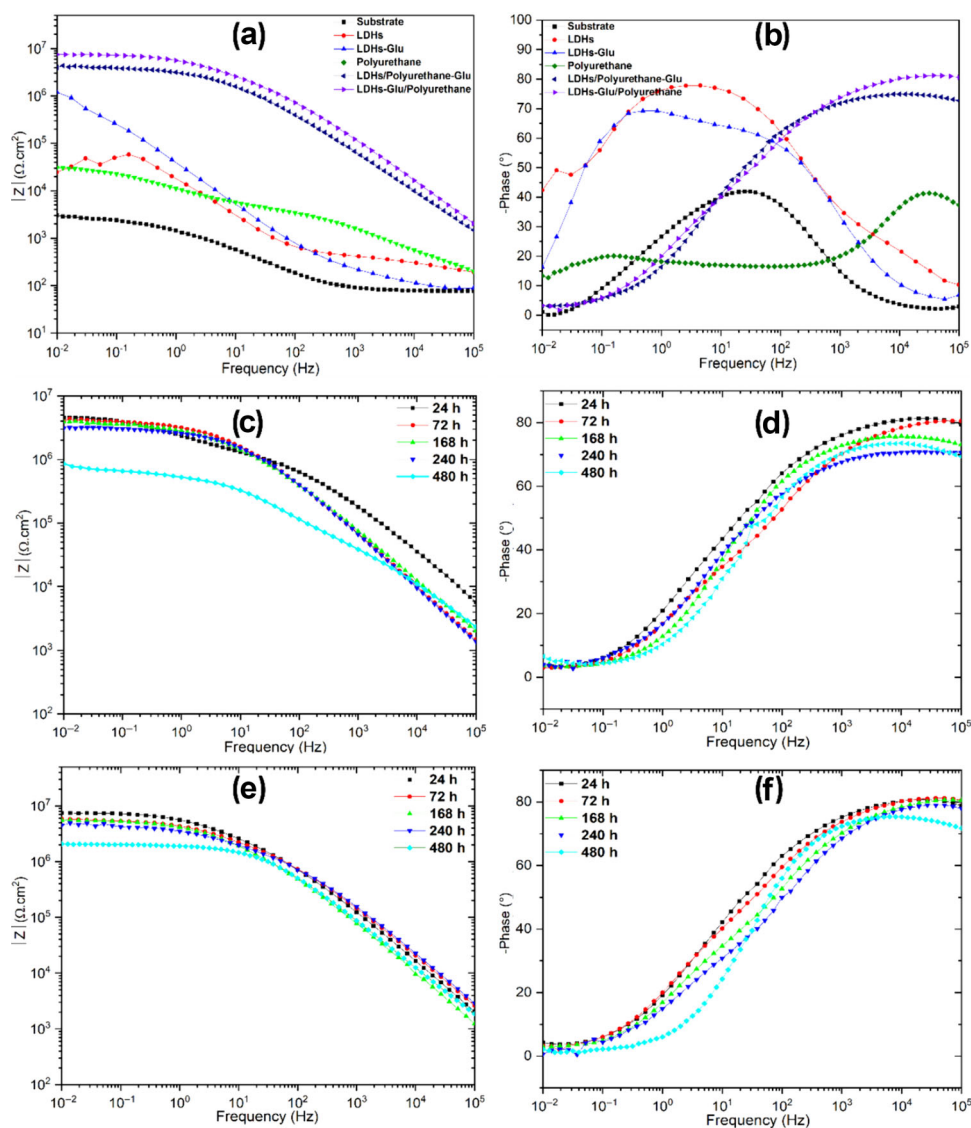 (a)
Substrate
LDHs
LDHs-Glu
Polyurethane
LDHs/Polyurethane-Glu
LDHs-Glu/Polyurethane
10⁷
10⁶
10⁵
10⁴
10³
10²
10¹
|Z| (Ω.cm²)
10⁻² 10⁻¹ 10⁰ 10¹ 10² 10³ 10⁴ 10⁵
Frequency (Hz)
(b)
Substrate
LDHs
LDHs-Glu
Polyurethane
LDHs/Polyurethane-Glu
LDHs-Glu/Polyurethane
100
90
80
70
60
50
40
30
20
10
0
-Phase (°)
10⁻² 10⁻¹ 10⁰ 10¹ 10² 10³ 10⁴ 10⁵
Frequency (Hz)
(c)
24 h
72 h
168 h
240 h
480 h
10⁷
10⁶
10⁵
10⁴
10³
10²
|Z| (Ω.cm²)
10⁻² 10⁻¹ 10⁰ 10¹ 10² 10³ 10⁴ 10⁵
Frequency (Hz)
(d)
24 h
72 h
168 h
240 h
480 h
80
60
40
20
0
-Phase (°)
10⁻² 10⁻¹ 10⁰ 10¹ 10² 10³ 10⁴ 10⁵
Frequency (Hz)
(e)
24 h
72 h
168 h
240 h
480 h
10⁷
10⁶
10⁵
10⁴
10³
10²
|Z| (Ω.cm²)
10⁻² 10⁻¹ 10⁰ 10¹ 10² 10³ 10⁴ 10⁵
Frequency (Hz)
(f)
24 h
72 h
168 h
240 h
480 h
80
60
40
20
0
-Phase (°)
10⁻² 10⁻¹ 10⁰ 10¹ 10² 10³ 10⁴ 10⁵
Frequency (Hz)